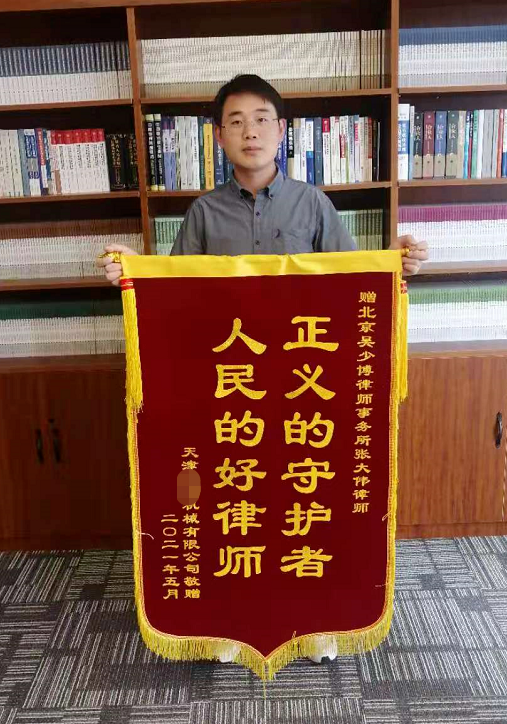 赠北京吴少博律师事务所张大伟律师
正义的守护者
人民的好律师
天津
机械有限公司敬赠
二〇二一年五月